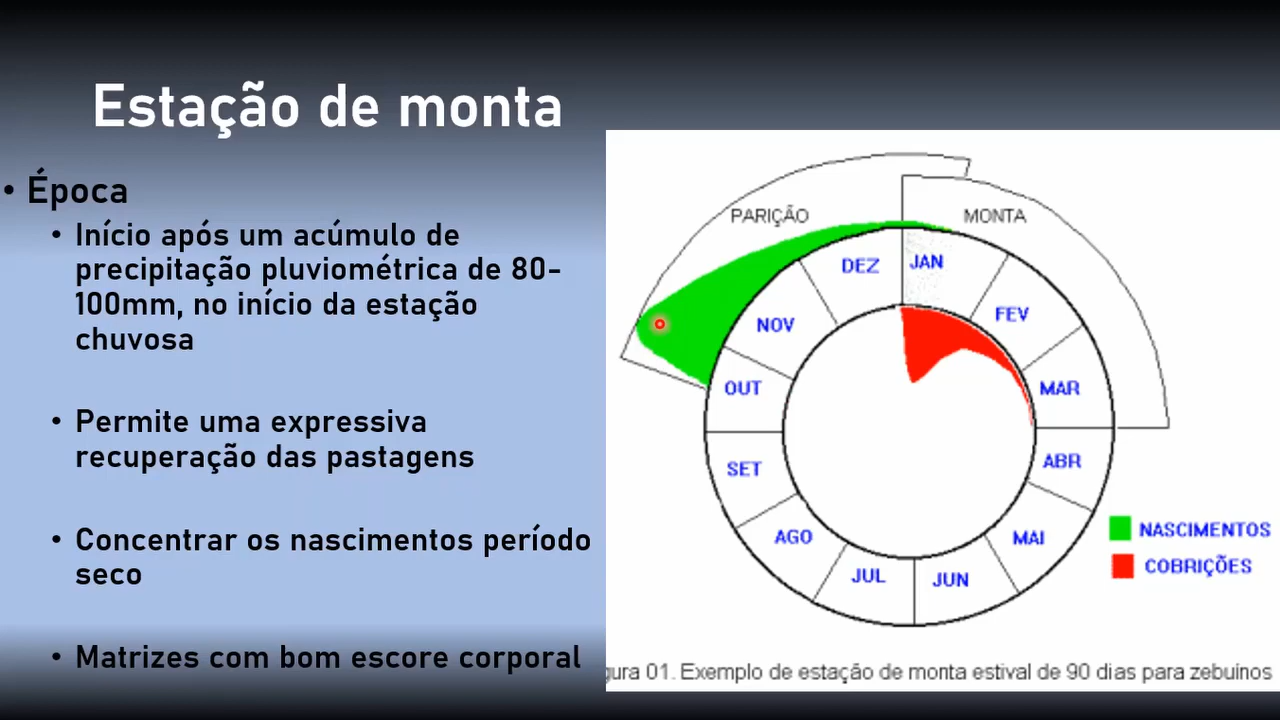 Estação de monta
• Época
• Início após um acúmulo de
precipitação pluviométrica de 80-
100mm, no início da estação
chuvosa
• Permite uma expressiva
recuperação das pastagens
• Concentrar os nascimentos período
seco
• Matrizes com bom escore corporal
PARIÇÃO
MONTA
DEZ
JAN
NOV
FEV
OUT
MAR
SET
ABR
AGO
MAI
JUL
JUN
NASCIMENTOS
COBRIÇÕES
gura 01. Exemplo de estação de monta estival de 90 dias para zebuínos